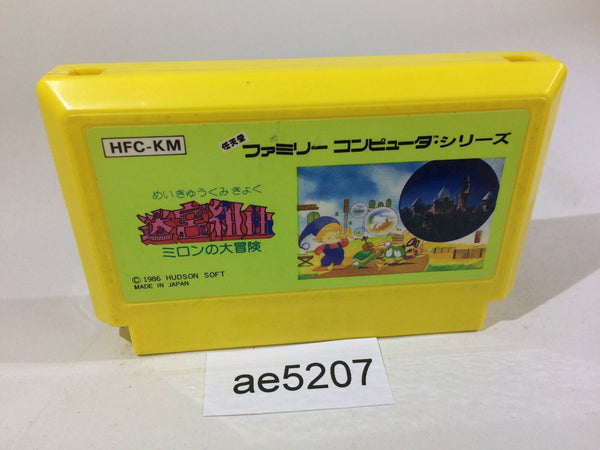 HFC-KM
任天堂 ファミリー コンピュータ・シリーズ
めいきゅうくみきょく
迷宮組曲
ミロンの大冒険
© 1986 HUDSON SOFT
MADE IN JAPAN
ae5207